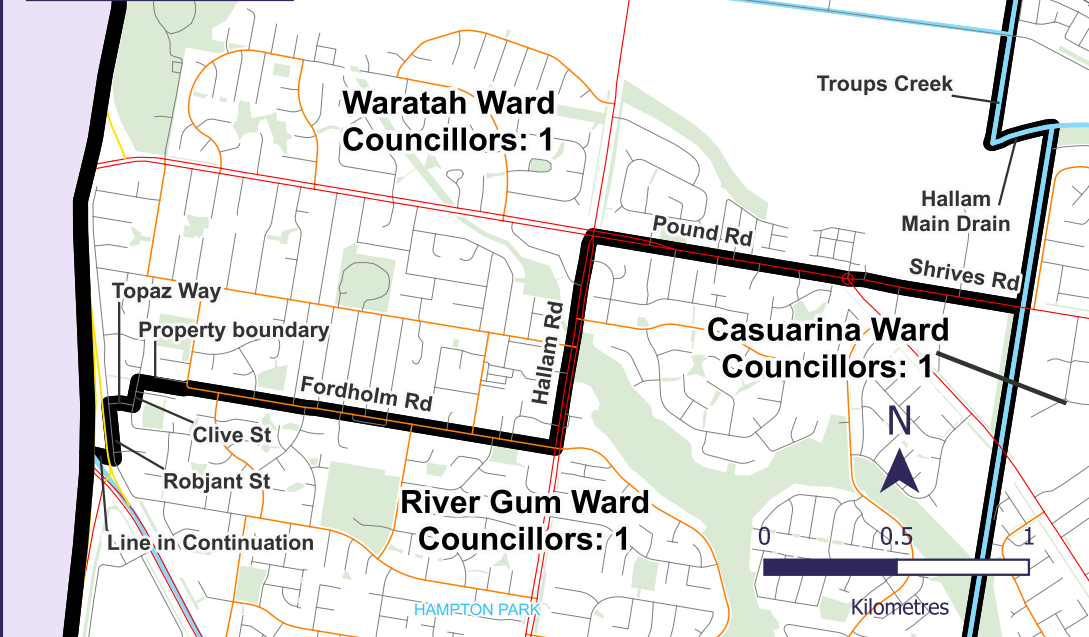 Waratah Ward
Councillors: 1
Troups Creek
Hallam
Main Drain
Pound Rd
Shrives Rd
Topaz Way
Property boundary
Hallam Rd
Casuarina Ward
Councillors: 1
Fordholm Rd
Clive St
Robjant St
N
River Gum Ward
Councillors: 1
Line in Continuation
0 0.5 1
Kilometres
HAMPTON PARK